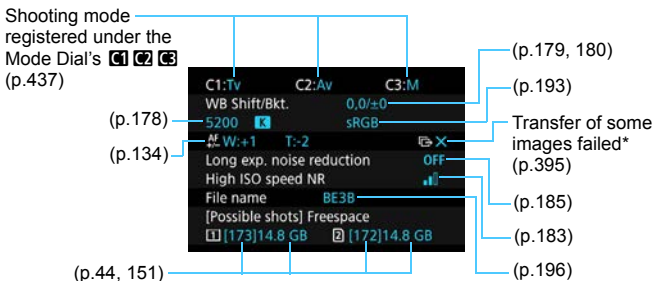 Shooting mode
registered under the
Mode Dial's C1 C2 C3
(p.437)
(p.178)
(p.134)
C1:Tv C2:Av C3:M
WB Shift/Bkt. 0,0/±0
5200 K sRGB
AF W:+1 T:-2
Long exp. noise reduction OFF
High ISO speed NR
File name BE3B
[Possible shots] Freespace
1 [173]14.8 GB 2 [172]14.8 GB
(p.179, 180)
(p.193)
Transfer of some
images failed*
(p.395)
(p.185)
(p.183)
(p.196)
(p.44, 151)